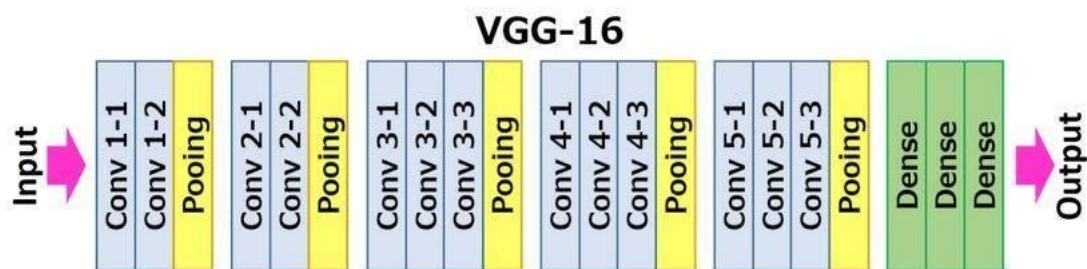 VGG-16
Input
Conv 1-1
Conv 1-2
Pooing
Conv 2-1
Conv 2-2
Pooing
Conv 3-1
Conv 3-2
Conv 3-3
Pooing
Conv 4-1
Conv 4-2
Conv 4-3
Pooing
Conv 5-1
Conv 5-2
Conv 5-3
Pooing
Dense
Dense
Dense
Output